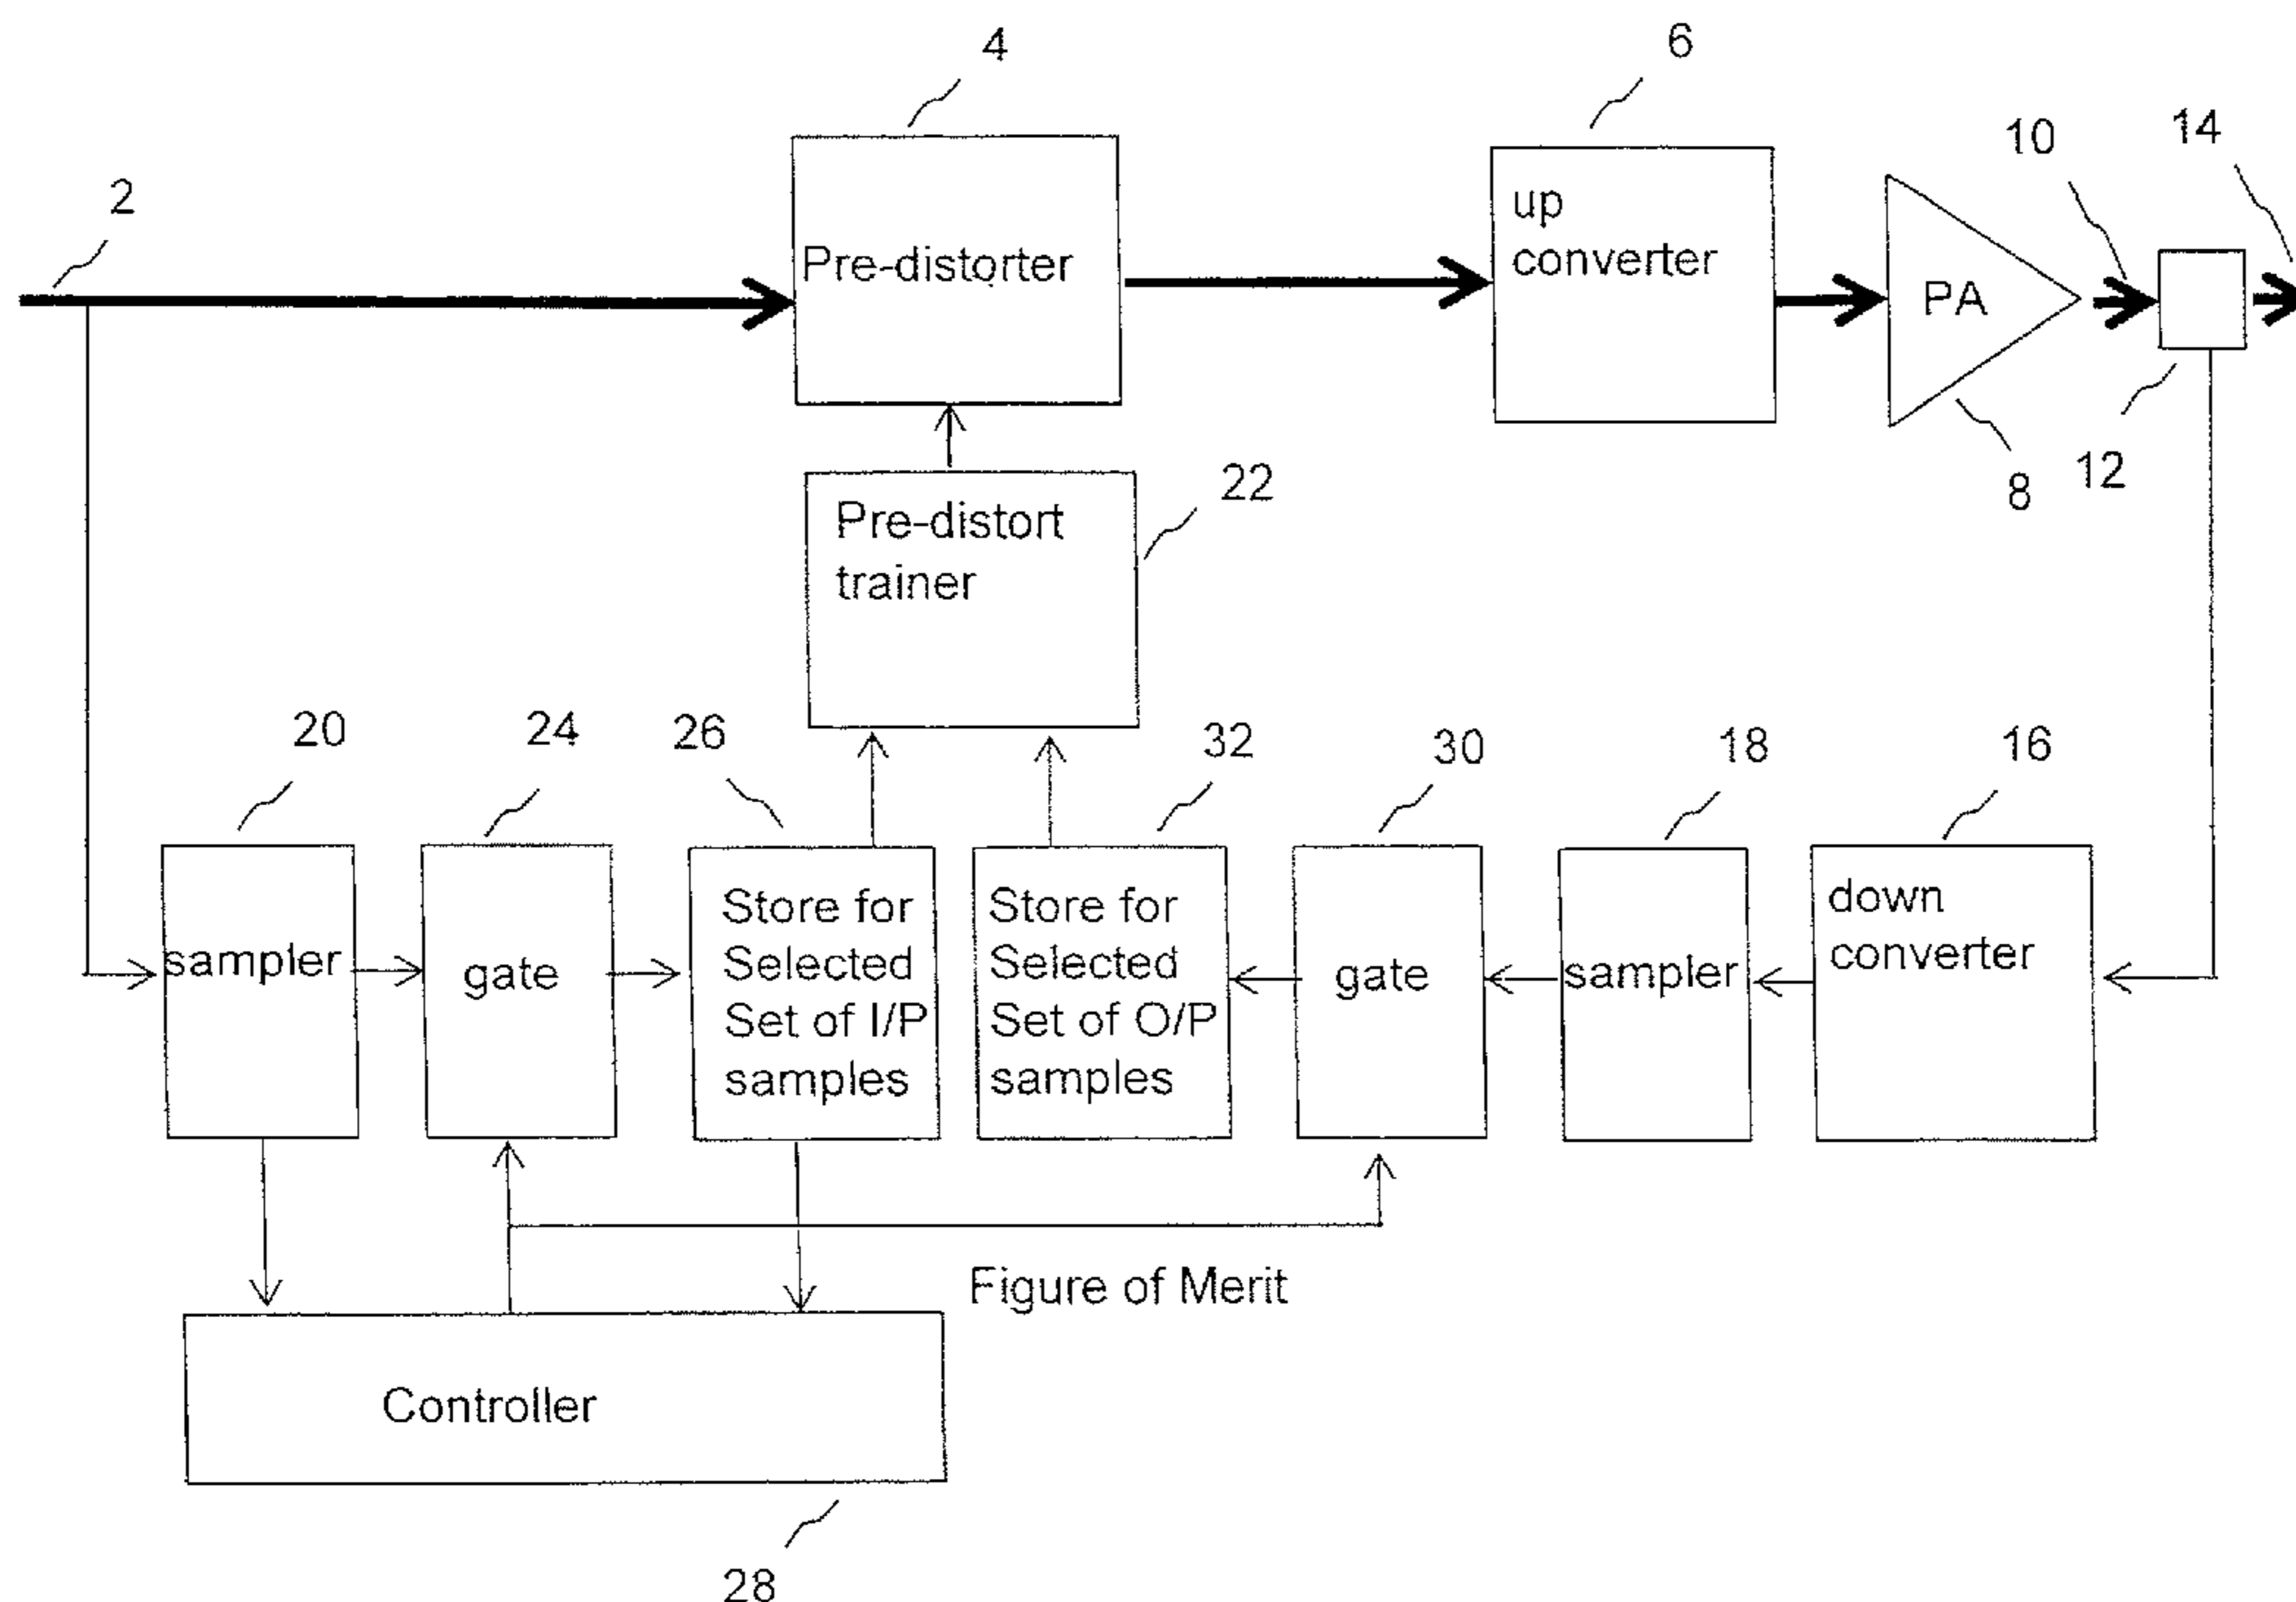 4
6
10
14
2
Pre-distorter
up
converter
PA
12
8
22
Pre-distort
trainer
20
24
26
32
30
18
16
sampler
gate
Store for
Selected
Set of I/P
samples
Store for
Selected
Set of O/P
samples
gate
sampler
down
converter
Figure of Merit
Controller
28